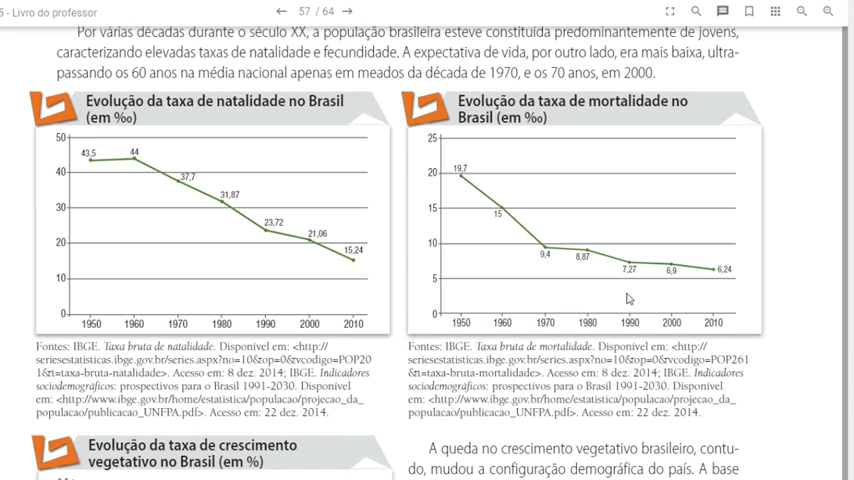 5 - Livro do professor
57 / 64
Por várias décadas durante o século XX, a população brasileira esteve constituída predominantemente de jovens,
caracterizando elevadas taxas de natalidade e fecundidade. A expectativa de vida, por outro lado, era mais baixa, ultra-
passando os 60 anos na média nacional apenas em meados da década de 1970, e os 70 anos, em 2000.
Evolução da taxa de natalidade no Brasil
(em ‰)
50
40
30
20
10
0
43,5
44
37,7
31,87
23,72
21,06
15,24
1950 1960 1970 1980 1990 2000 2010
Fontes: IBGE. Taxa bruta de natalidade. Disponível em: <http://
seriesestatisticas.ibge.gov.br/series.aspx?no=10&op=0&vcodigo=POP20
1&t=taxa-bruta-natalidade>. Acesso em: 8 dez. 2014; IBGE. Indicadores
sociodemográficos: prospectivos para o Brasil 1991-2030. Disponível
em: <http://www.ibge.gov.br/home/estatistica/populacao/projecao_da_
populacao/publicacao_UNFPA.pdf>. Acesso em: 22 dez. 2014.
Evolução da taxa de mortalidade no
Brasil (em ‰)
25
20
15
10
5
0
19,7
15
9,4
8,87
7,27
6,9
6,24
1950 1960 1970 1980 1990 2000 2010
Fontes: IBGE. Taxa bruta de mortalidade. Disponível em: <http://
seriesestatisticas.ibge.gov.br/series.aspx?no=10&op=0&vcodigo=POP261
&t=taxa-bruta-mortalidade>. Acesso em: 8 dez. 2014; IBGE. Indicadores
sociodemográficos: prospectivos para o Brasil 1991-2030. Disponível
em: <http://www.ibge.gov.br/home/estatistica/populacao/projecao_da_
populacao/publicacao_UNFPA.pdf>. Acesso em: 22 dez. 2014.
Evolução da taxa de crescimento
vegetativo no Brasil (em %)
A queda no crescimento vegetativo brasileiro, contu-
do, mudou a configuração demográfica do país. A base